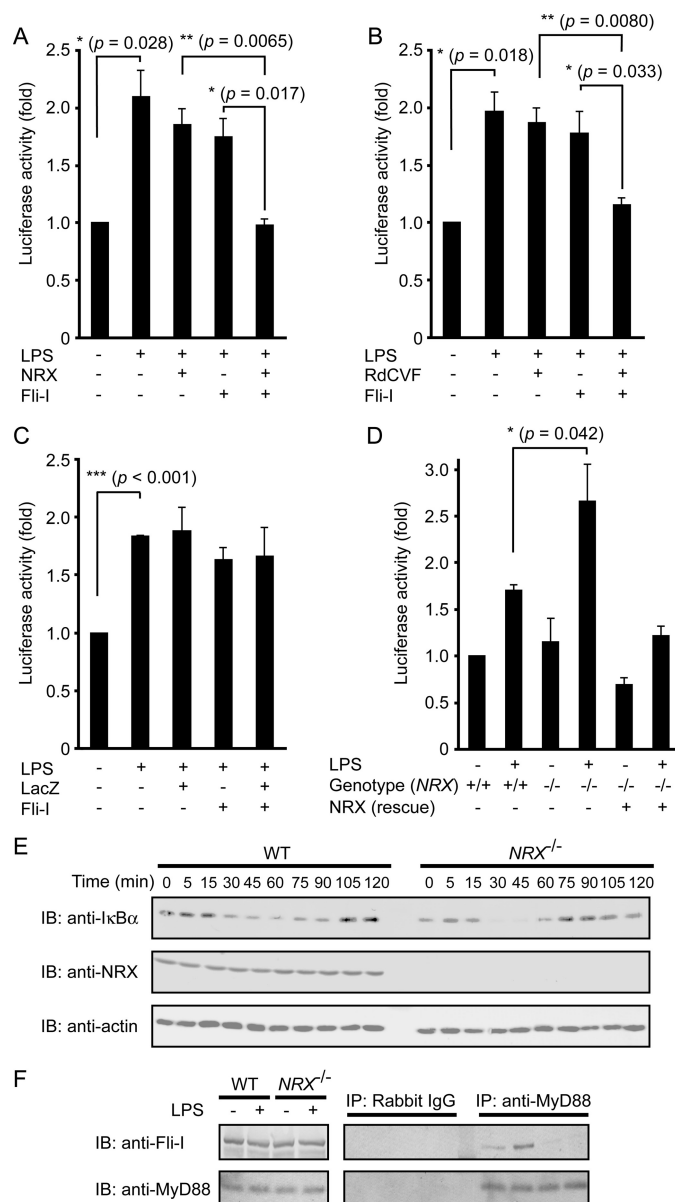 A
* (p = 0.028)
** (p = 0.0065)
* (p = 0.017)
Luciferase activity (fold)
2.5
2.0
1.5
1.0
0.5
0
LPS - + + + +
NRX - - + - +
Fli-I - - - + +
B
* (p = 0.018)
** (p = 0.0080)
* (p = 0.033)
Luciferase activity (fold)
2.5
2.0
1.5
1.0
0.5
0
LPS - + + + +
RdCVF - - + - +
Fli-I - - - + +
C
*** (p < 0.001)
Luciferase activity (fold)
2.5
2.0
1.5
1.0
0.5
0
LPS - + + + +
LacZ - - + - +
Fli-I - - - + +
D
* (p = 0.042)
Luciferase activity (fold)
3.0
2.5
2.0
1.5
1.0
0.5
0
LPS - + - + - +
Genotype (NRX) +/+ +/+ -/- -/- -/- -/-
NRX (rescue) - - - - + +
E
WT NRX-/-
Time (min) 0 5 15 30 45 60 75 90 105 120 0 5 15 30 45 60 75 90 105 120
IB: anti-IκBα
IB: anti-NRX
IB: anti-actin
F
WT NRX-/- IP: Rabbit IgG IP: anti-MyD88
LPS - + - +
IB: anti-Fli-I
IB: anti-MyD88